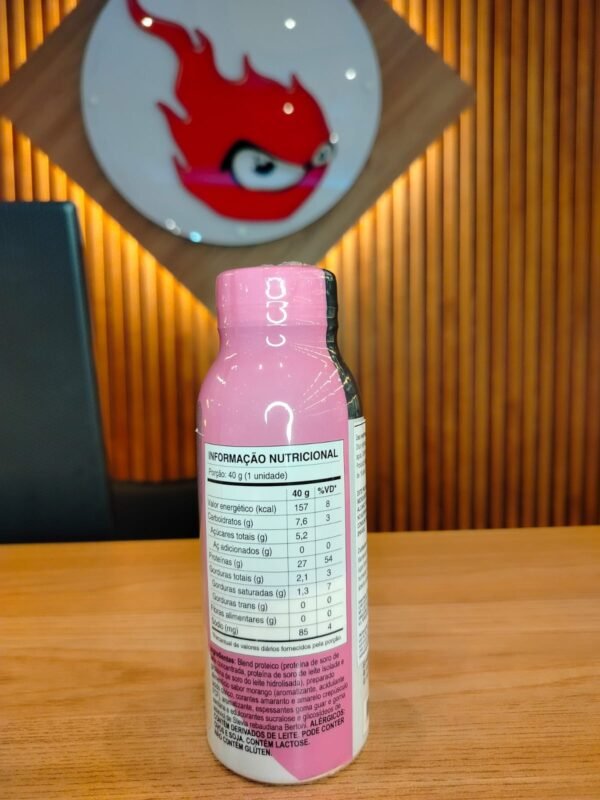 INFORMAÇÃO NUTRICIONAL
Porção: 40 g (1 unidade)
40 g %VD*
Valor energético (kcal) 157 8
Carboidratos (g) 7,6 3
Açúcares totais (g) 5,2
Aç adicionados (g) 0 0
Proteínas (g) 27 54
Gorduras totais (g) 2,1 3
Gorduras saturadas (g) 1,3 7
Gorduras trans (g) 0 0
Fibras alimentares (g) 0 0
Sódio (mg) 85 4
de valores diários fornecidos pela porção.
Ingredientes: Blend proteico (proteína de soro de
concentrada, proteína de soro de leite isolada e
de soro do leite hidrolisada), preparado
sabor morango (aromatizante, acidulante
corantes amaranto e amarelo crepúsculo
aromatizante, espessantes goma guar e goma
e edulcorantes sucralose e glicosídeos de
de Stevia rebaudiana Bertoni. ALÉRGICOS:
CONTÉM DERIVADOS DE LEITE. PODE CONTER
E SOJA. CONTÉM LACTOSE.
NÃO CONTÉM GLÚTEN.